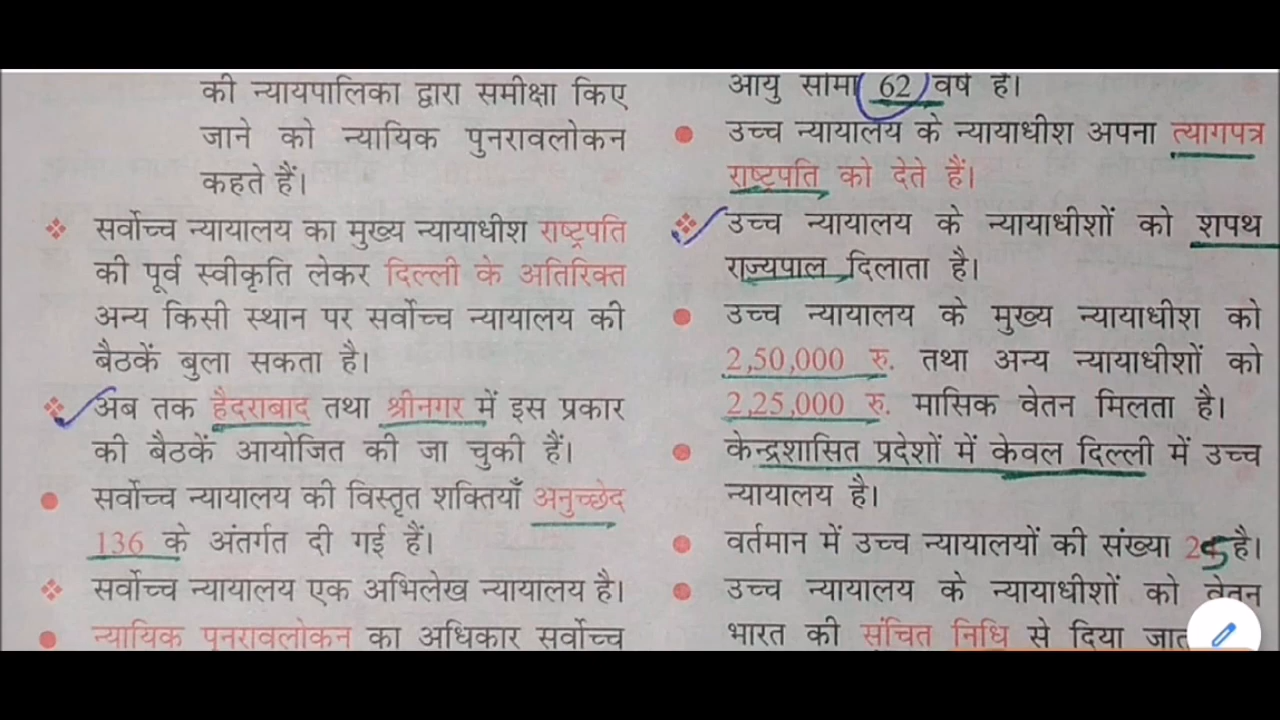 की न्यायपालिका द्वारा समीक्षा किए
जाने को न्यायिक पुनरावलोकन
कहते हैं।
सर्वोच्च न्यायालय का मुख्य न्यायाधीश राष्ट्रपति
की पूर्व स्वीकृति लेकर दिल्ली के अतिरिक्त
अन्य किसी स्थान पर सर्वोच्च न्यायालय की
बैठकें बुला सकता है।
अब तक हैदराबाद तथा श्रीनगर में इस प्रकार
की बैठकें आयोजित की जा चुकी हैं।
सर्वोच्च न्यायालय की विस्तृत शक्तियाँ अनुच्छेद
136 के अंतर्गत दी गई हैं।
सर्वोच्च न्यायालय एक अभिलेख न्यायालय है।
न्यायिक पुनरावलोकन का अधिकार सर्वोच्च
आयु सीमा 62 वर्ष है।
उच्च न्यायालय के न्यायाधीश अपना त्यागपत्र
राष्ट्रपति को देते हैं।
उच्च न्यायालय के न्यायाधीशों को शपथ
राज्यपाल दिलाता है।
उच्च न्यायालय के मुख्य न्यायाधीश को
2,50,000 रु. तथा अन्य न्यायाधीशों को
2,25,000 रु. मासिक वेतन मिलता है।
केन्द्रशासित प्रदेशों में केवल दिल्ली में उच्च
न्यायालय है।
वर्तमान में उच्च न्यायालयों की संख्या 25 है।
उच्च न्यायालय के न्यायाधीशों को वेतन
भारत की संचित निधि से दिया